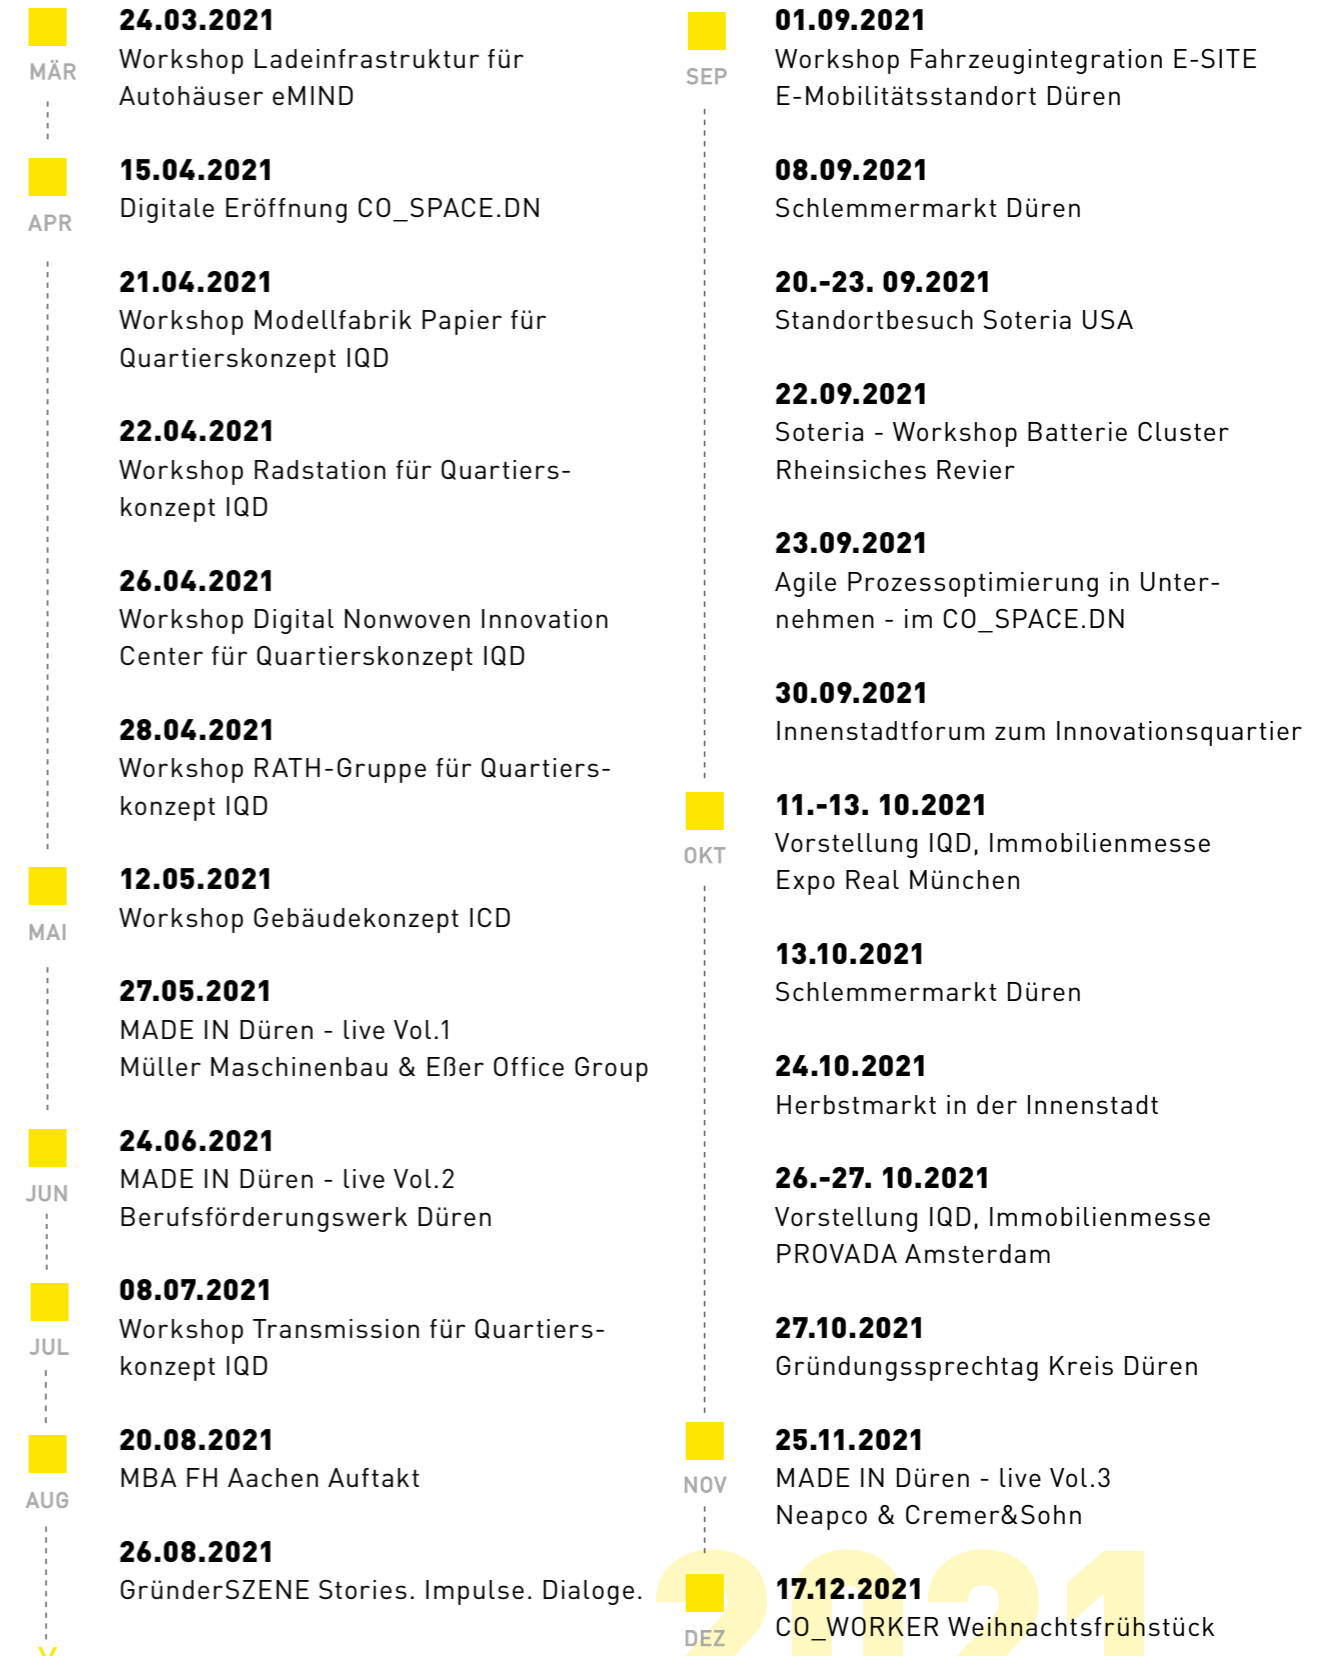 MÄR
24.03.2021
Workshop Ladeinfrastruktur für
Autohäuser eMIND
APR
15.04.2021
Digitale Eröffnung CO_SPACE.DN
21.04.2021
Workshop Modellfabrik Papier für
Quartierskonzept IQD
22.04.2021
Workshop Radstation für Quartiers-
konzept IQD
26.04.2021
Workshop Digital Nonwoven Innovation
Center für Quartierskonzept IQD
28.04.2021
Workshop RATH-Gruppe für Quartiers-
konzept IQD
MAI
12.05.2021
Workshop Gebäudekonzept ICD
27.05.2021
MADE IN Düren - live Vol.1
Müller Maschinenbau & Eßer Office Group
JUN
24.06.2021
MADE IN Düren - live Vol.2
Berufsförderungswerk Düren
JUL
08.07.2021
Workshop Transmission für Quartiers-
konzept IQD
AUG
20.08.2021
MBA FH Aachen Auftakt
26.08.2021
GründerSZENE Stories. Impulse. Dialoge.
SEP
01.09.2021
Workshop Fahrzeugintegration E-SITE
E-Mobilitätsstandort Düren
08.09.2021
Schlemmermarkt Düren
20.-23. 09.2021
Standortbesuch Soteria USA
22.09.2021
Soteria - Workshop Batterie Cluster
Rheinsiches Revier
23.09.2021
Agile Prozessoptimierung in Unter-
nehmen - im CO_SPACE.DN
30.09.2021
Innenstadtforum zum Innovationsquartier
OKT
11.-13. 10.2021
Vorstellung IQD, Immobilienmesse
Expo Real München
13.10.2021
Schlemmermarkt Düren
24.10.2021
Herbstmarkt in der Innenstadt
26.-27. 10.2021
Vorstellung IQD, Immobilienmesse
PROVADA Amsterdam
27.10.2021
Gründungssprechtag Kreis Düren
NOV
25.11.2021
MADE IN Düren - live Vol.3
Neapco & Cremer&Sohn
DEZ
17.12.2021
CO_WORKER Weihnachtsfrühstück
2021